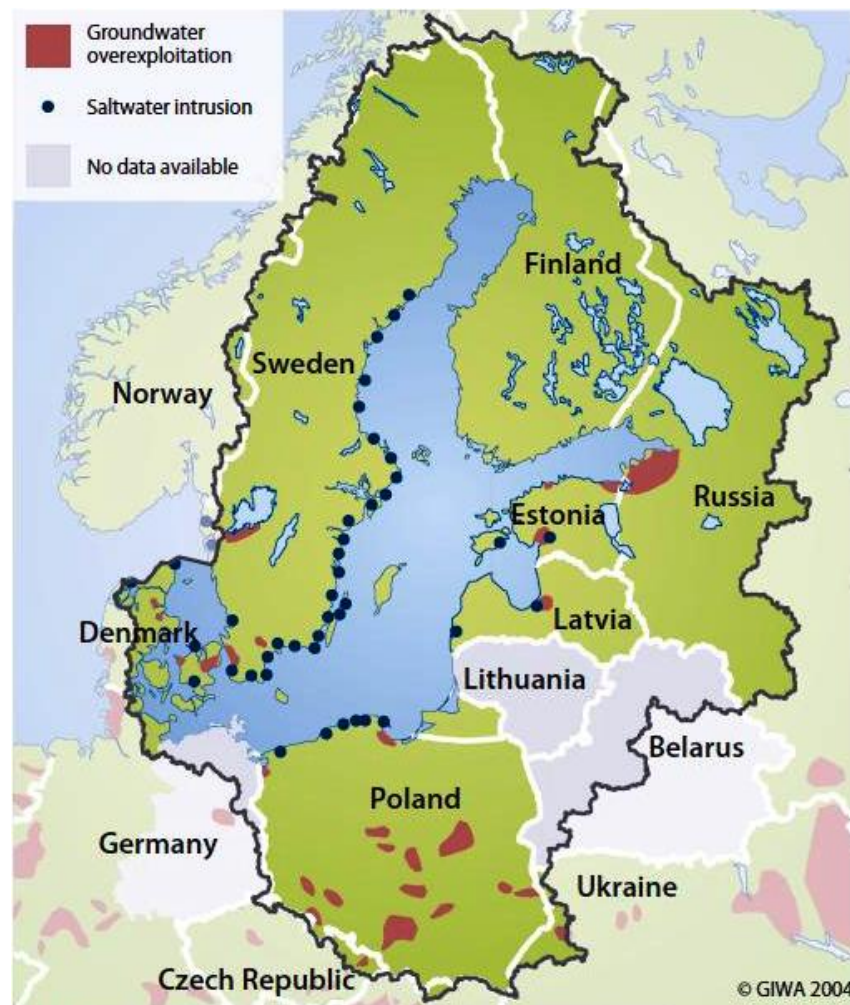 Groundwater
overexploitation
Saltwater intrusion
No data available
Finland
Sweden
Norway
Russia
Estonia
Denmark
Latvia
Lithuania
Belarus
Poland
Germany
Ukraine
Czech Republic
© GIWA 2004